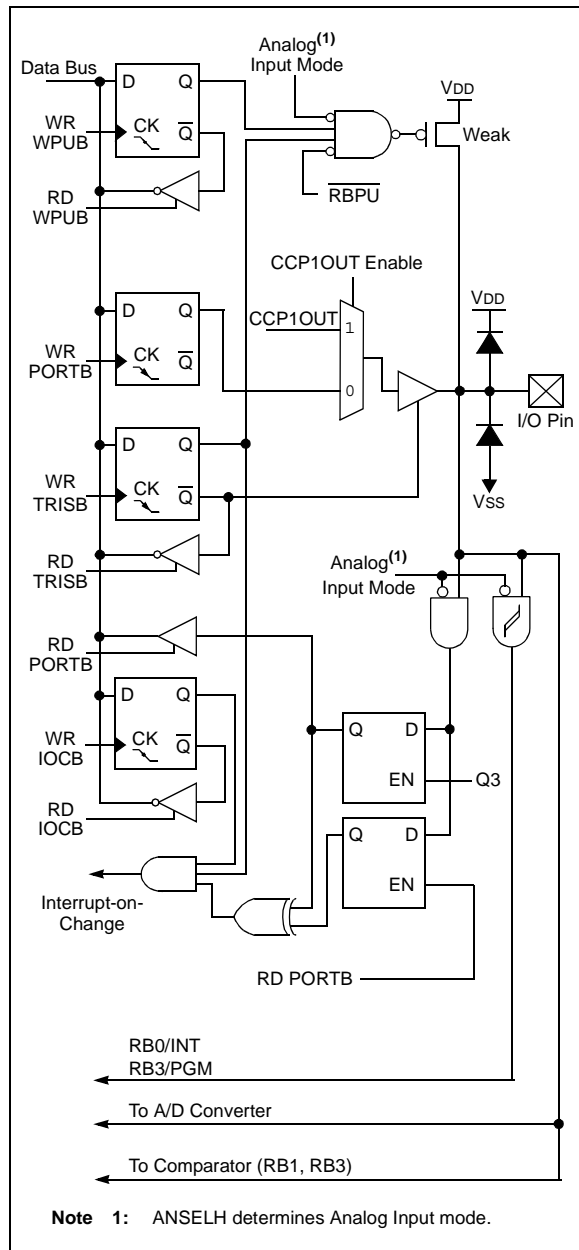 Analog(1)
Input Mode
Data Bus
D Q
VDD
WR
WPUB
CK
Q
Weak
RD
WPUB
RBPU
CCP1OUT Enable
D Q
CCP1OUT
1
VDD
WR
PORTB
CK Q
0
I/O Pin
D Q
WR
TRISB
CK
Q
VSS
RD
TRISB
Analog(1)
Input Mode
RD
PORTB
D Q
Q D
WR
IOCB
CK Q
EN
Q3
RD
IOCB
Q D
EN
Interrupt-on-
Change
RD PORTB
RB0/INT
RB3/PGM
To A/D Converter
To Comparator (RB1, RB3)
Note 1: ANSELH determines Analog Input mode.